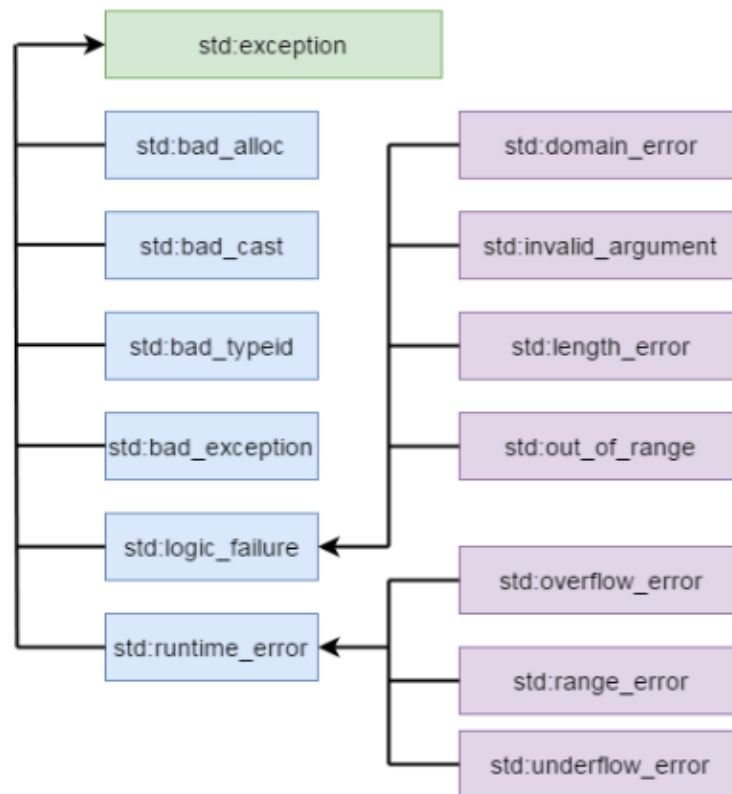 std:exception
std:bad_alloc
std:bad_cast
std:bad_typeid
std:bad_exception
std:logic_failure
std:runtime_error
std:domain_error
std:invalid_argument
std:length_error
std:out_of_range
std:overflow_error
std:range_error
std:underflow_error